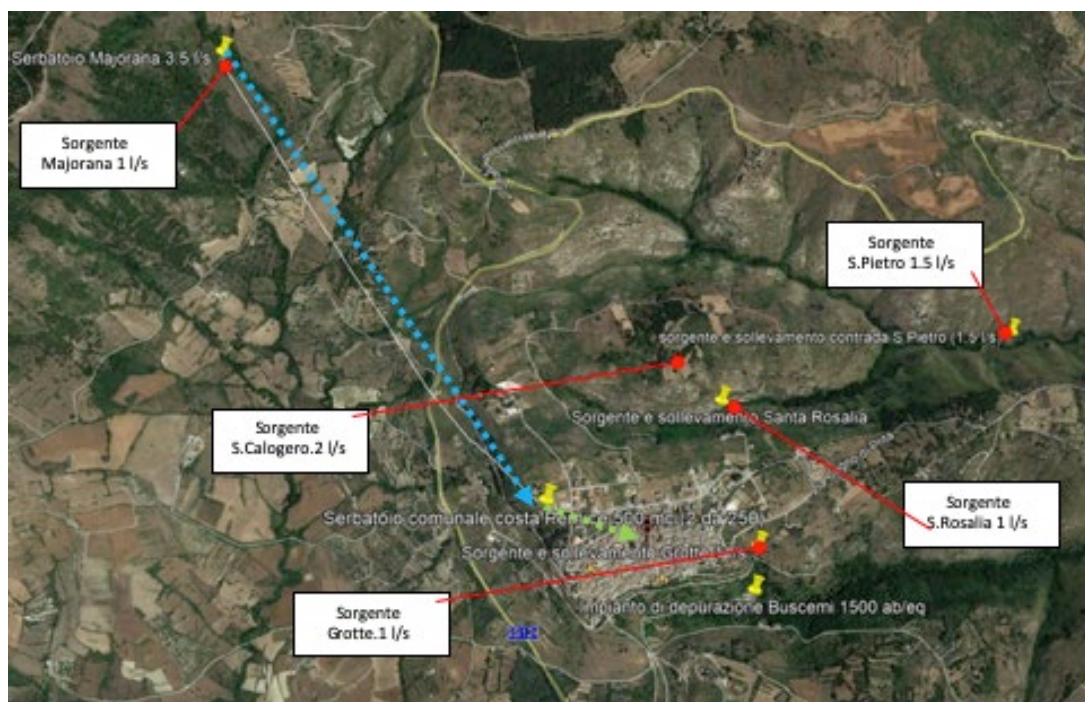 Serbatoio Majorana 3.5 l/s
Sorgente
Majorana 1 l/s
Sorgente
S.Pietro 1.5 l/s
sorgente e sollevamento contrada S Pietro (1.5 l/s)
Sorgente e sollevamento Santa Rosalia
Sorgente
S.Calogero.2 l/s
Sorgente
S.Rosalia 1 l/s
Serbatoio comunale costa
Sorgente e sollevamento Grotte
Impianto di depurazione Buscemi 1500 ab/eq
Sorgente
Grotte.1 l/s